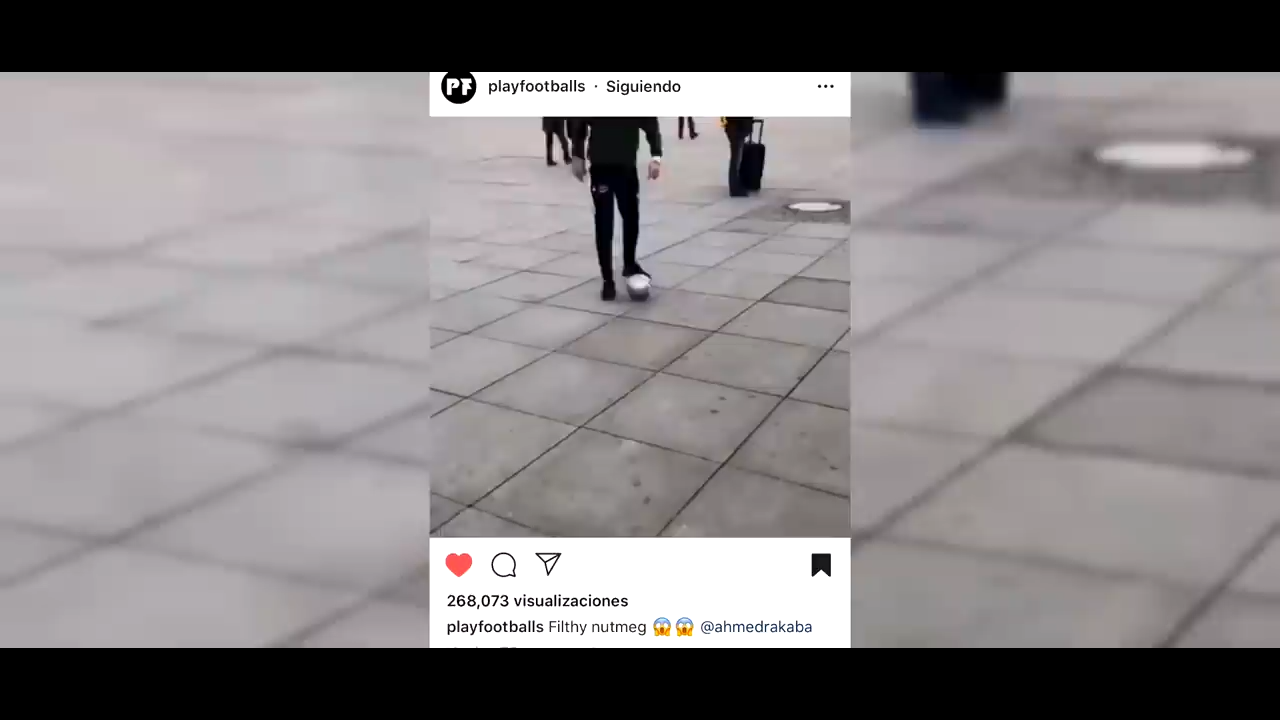 PF playfootballs · Siguiendo
268,073 visualizaciones
playfootballs Filthy nutmeg 😱😱 @ahmedrakaba